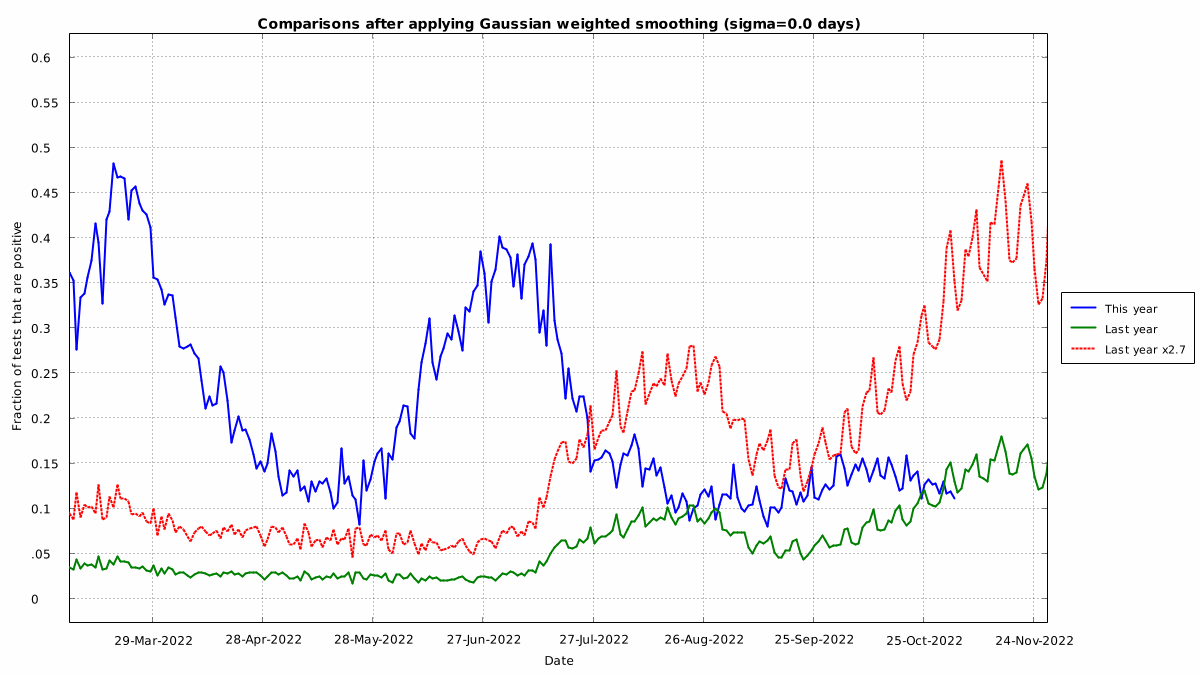 Comparisons after applying Gaussian weighted smoothing (sigma=0.0 days)
0.6
0.55
0.5
0.45
0.4
0.35
0.3
0.25
0.2
0.15
0.1
.05
0
Fraction of tests that are positive
29-Mar-2022
28-Apr-2022
28-May-2022
27-Jun-2022
27-Jul-2022
26-Aug-2022
25-Sep-2022
25-Oct-2022
24-Nov-2022
Date
This year
Last year
Last year x2.7